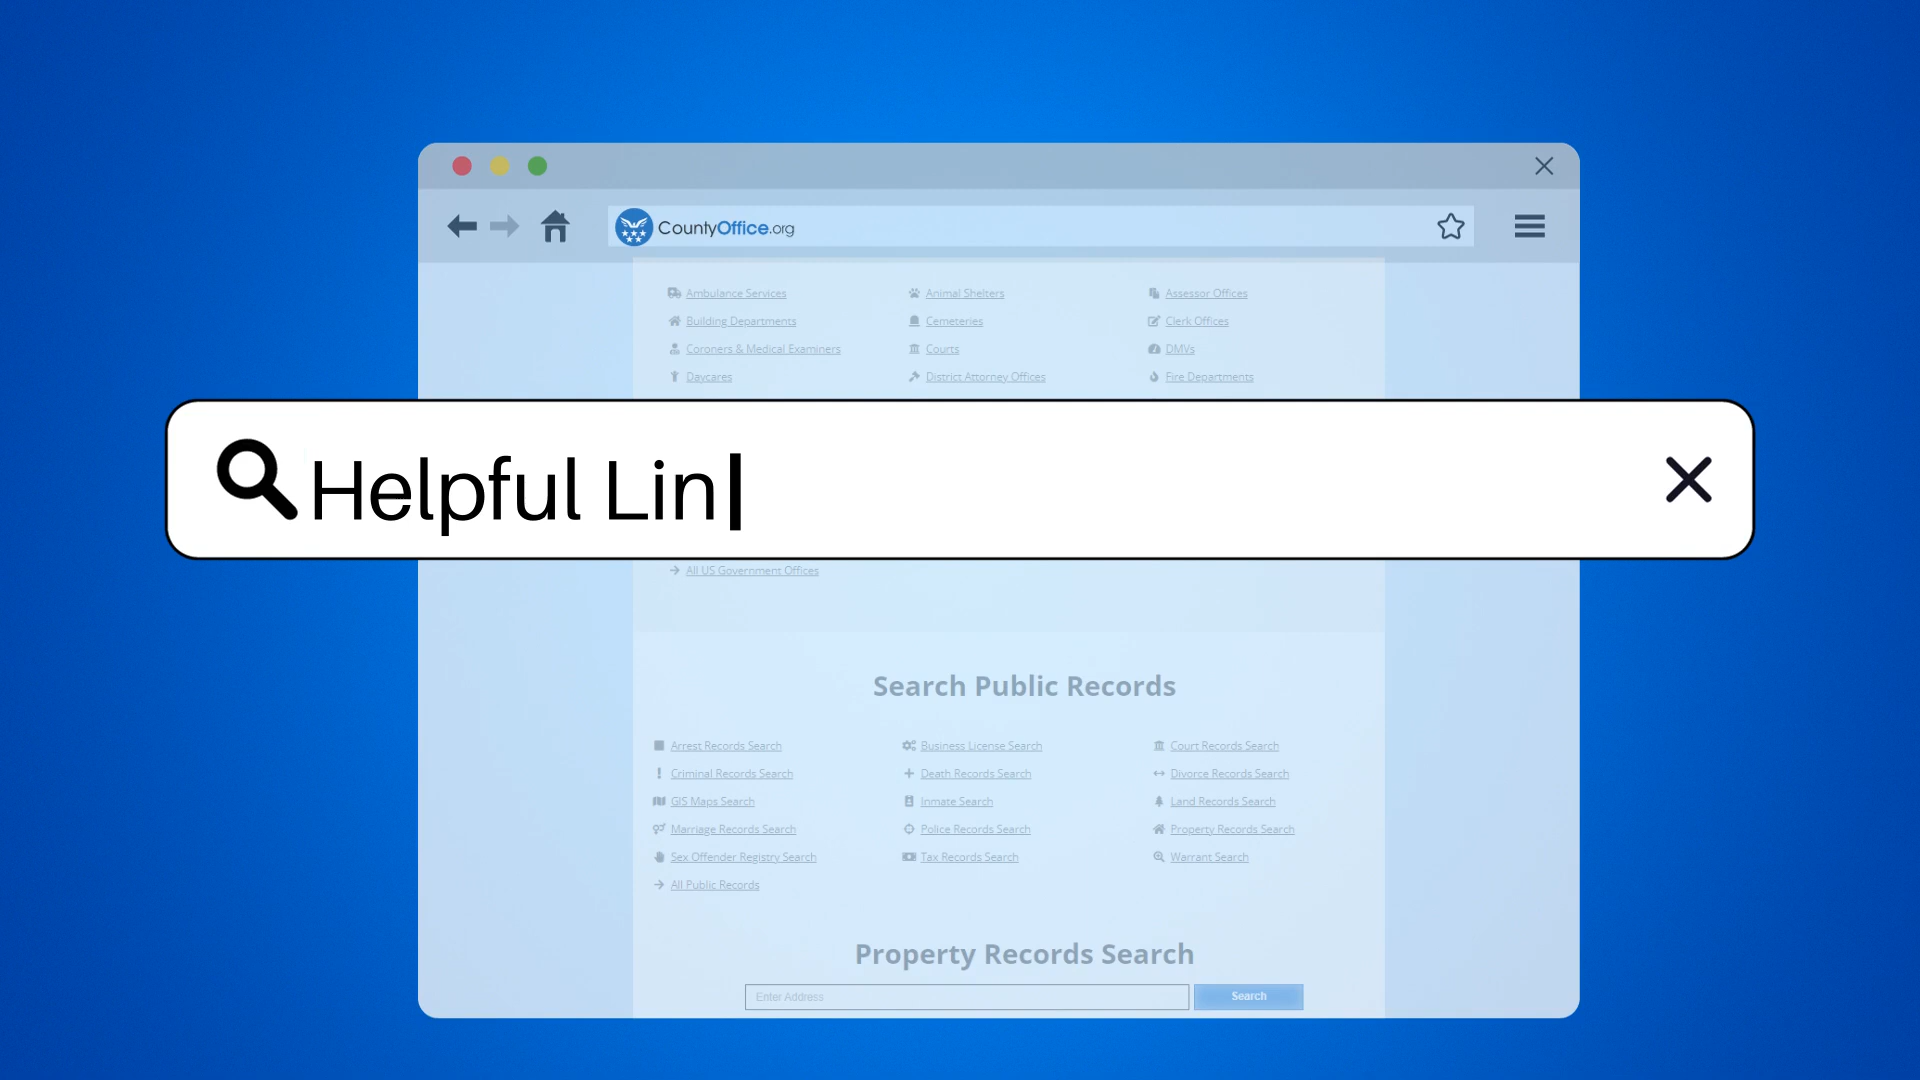 CountyOffice.org
Ambulance Services Animal Shelters Assessor Offices
Building Departments Cemeteries Clerk Offices
Coroners & Medical Examiners Courts DMVs
Daycares District Attorney Offices Fire Departments
Helpful Lin
All US Government Offices
Search Public Records
Arrest Records Search Business License Search Court Records Search
Criminal Records Search Death Records Search Divorce Records Search
GIS Maps Search Inmate Search Land Records Search
Marriage Records Search Police Records Search Property Records Search
Sex Offender Registry Search Tax Records Search Warrant Search
All Public Records
Property Records Search
Enter Address Search